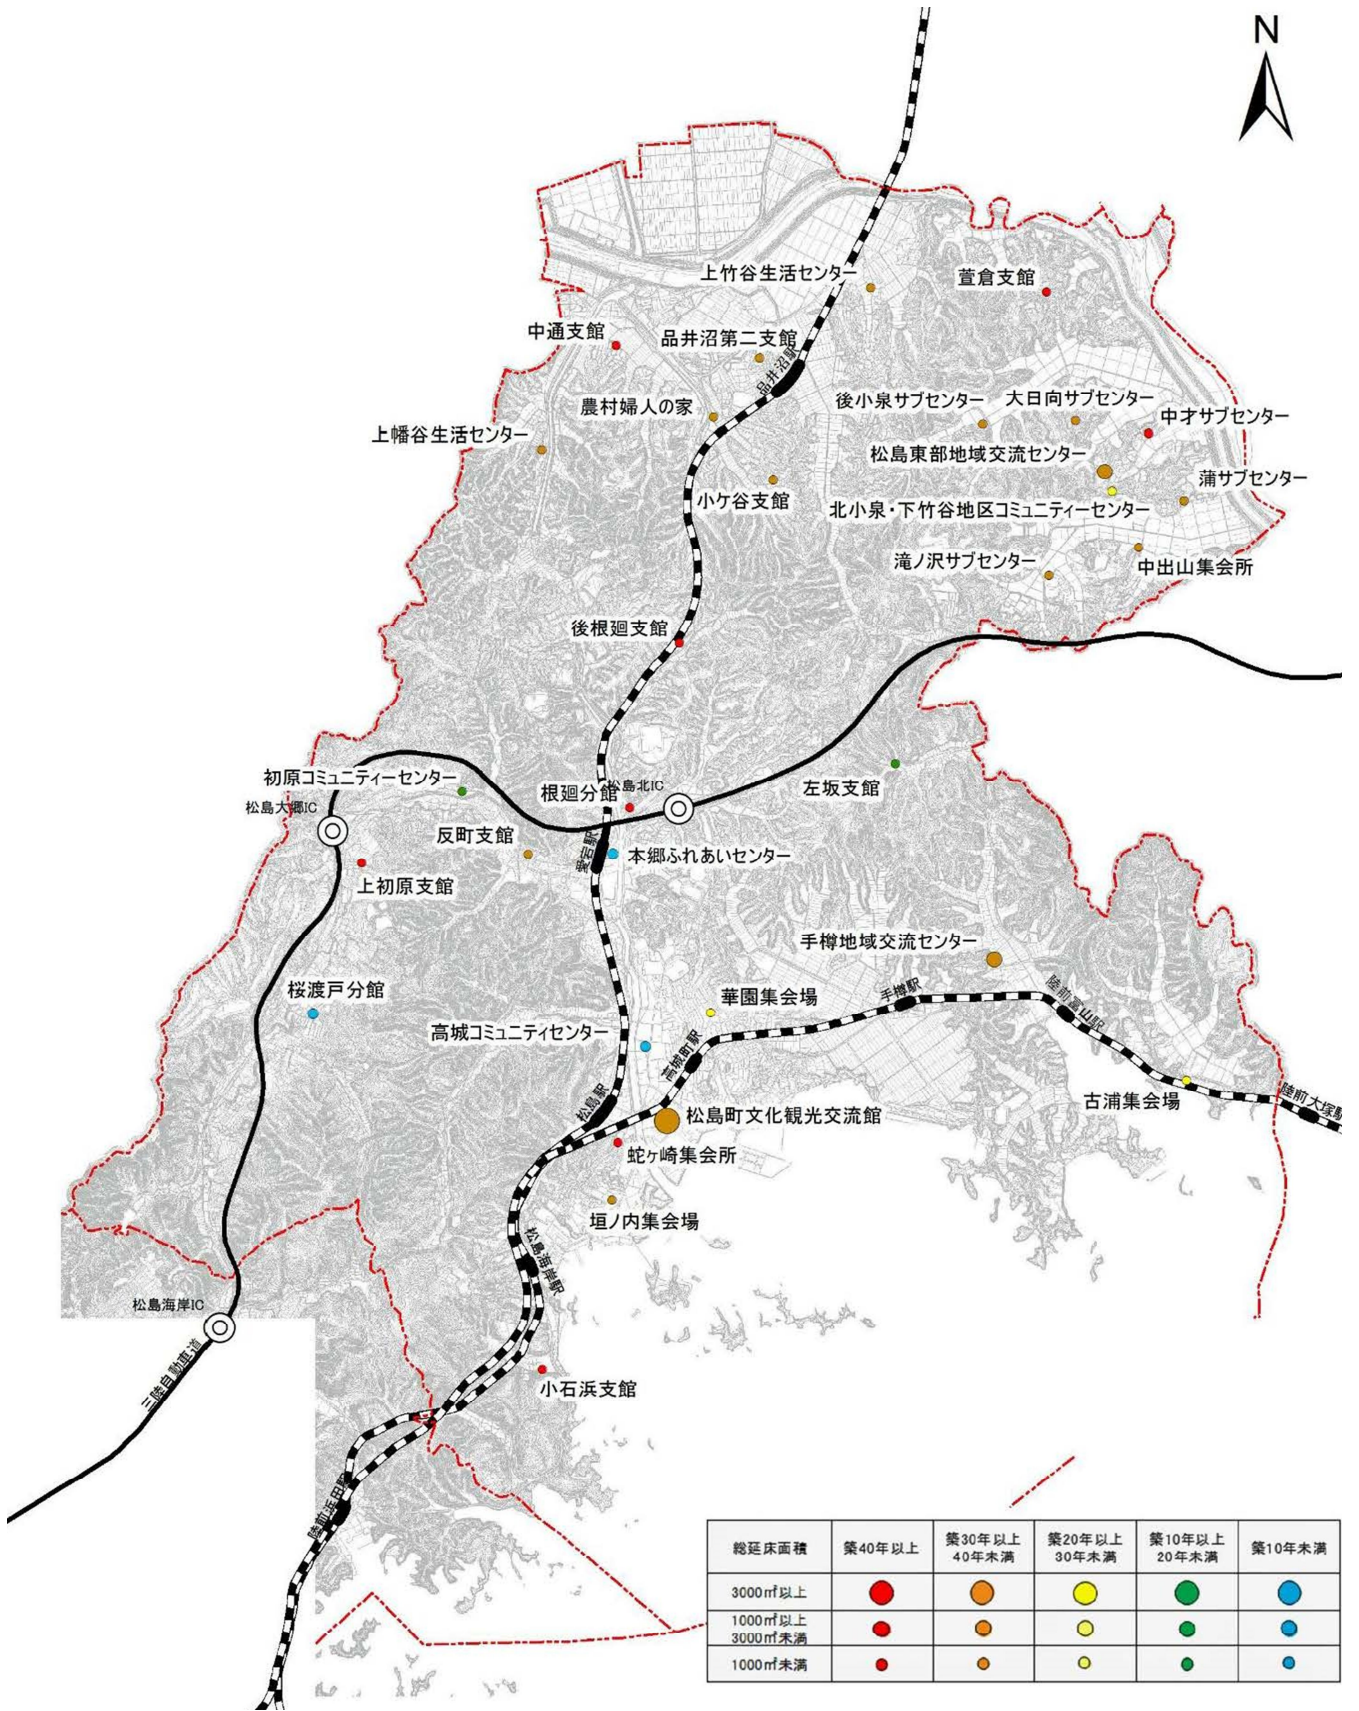 N
上竹谷生活センター
萱倉支館
中通支館
品井沼第二支館
品井沼駅
農村婦人の家
後小泉サブセンター
大日向サブセンター
中才サブセンター
上幡谷生活センター
松島東部地域交流センター
蒲サブセンター
小ケ谷支館
北小泉・下竹谷地区コミュニティーセンター
滝ノ沢サブセンター
中出山集会所
後根廻支館
初原コミュニティーセンター
松島大郷IC
根廻分館
松島北IC
左坂支館
反町支館
愛宕駅
本郷ふれあいセンター
上初原支館
手樽地域交流センター
桜渡戸分館
華園集会場
手樽駅
陸前富山駅
高城コミュニティセンター
高城町駅
松島駅
古浦集会場
陸前大塚駅
松島町文化観光交流館
蛇ヶ崎集会所
垣ノ内集会場
松島海岸駅
松島海岸IC
三陸自動車道
小石浜支館
陸前浜田駅
総延床面積 築40年以上 築30年以上 築20年以上 築10年以上 築10年未満
40年未満 30年未満 20年未満
3000㎡以上
1000㎡以上
3000㎡未満
1000㎡未満